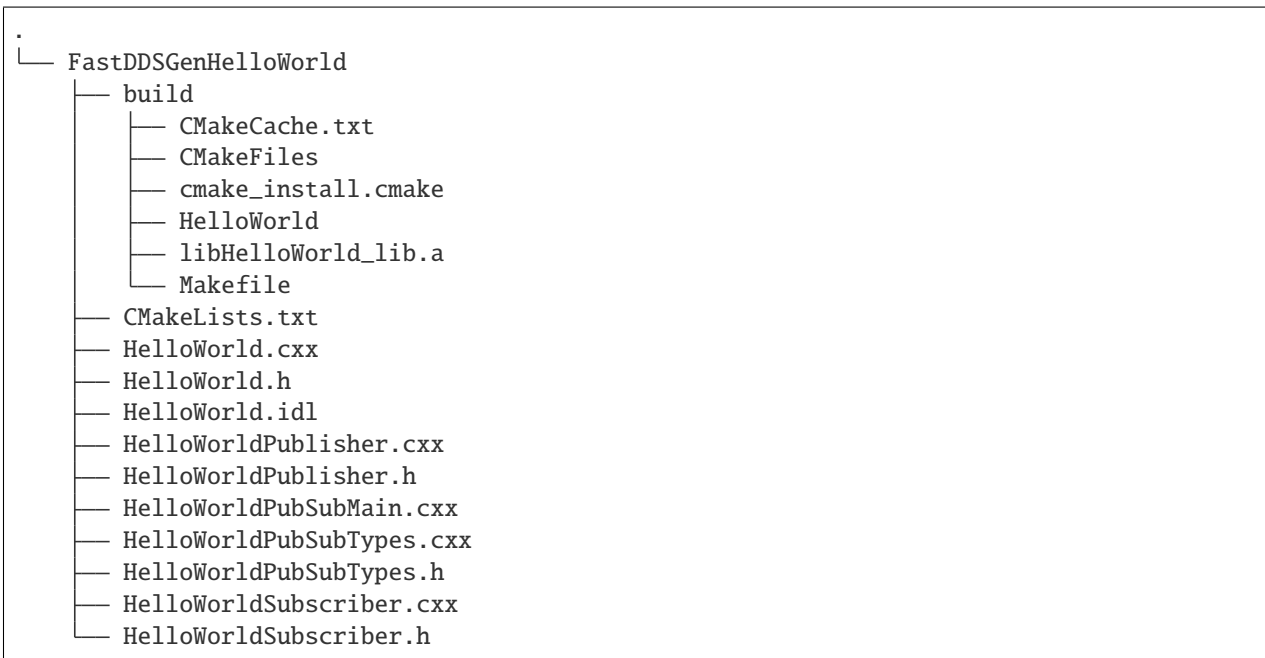 .
└── FastDDSGenHelloWorld
    ├── build
    │   ├── CMakeCache.txt
    │   ├── CMakeFiles
    │   ├── cmake_install.cmake
    │   ├── HelloWorld
    │   ├── libHelloWorld_lib.a
    │   └── Makefile
    ├── CMakeLists.txt
    ├── HelloWorld.cxx
    ├── HelloWorld.h
    ├── HelloWorld.idl
    ├── HelloWorldPublisher.cxx
    ├── HelloWorldPublisher.h
    ├── HelloWorldPubSubMain.cxx
    ├── HelloWorldPubSubTypes.cxx
    ├── HelloWorldPubSubTypes.h
    ├── HelloWorldSubscriber.cxx
    └── HelloWorldSubscriber.h